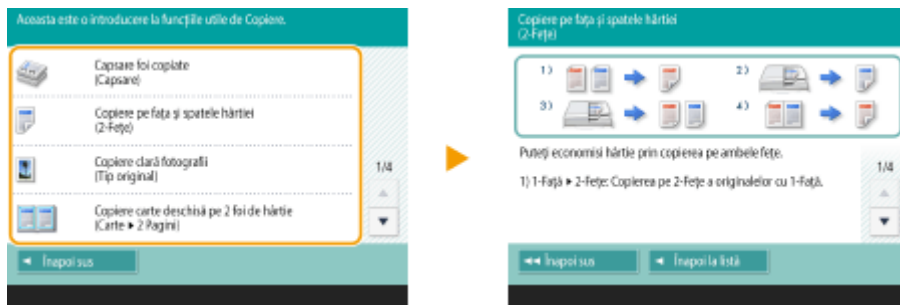 Aceasta este o introducere la funcțiile utile de Copiere.
Capsare foi copiate
(Capsare)
Copiere pe fața și spatele hârtiei
(2-Fețe)
Copiere clară fotografii
(Tip original)
Copiere carte deschisă pe 2 foi de hârtie
(Carte ▶ 2 Pagini)
1/4
Înapoi sus
Copiere pe fața și spatele hârtiei
(2-Fețe)
1) 2)
3) 4)
Puteți economisi hârtie prin copierea pe ambele fețe.
1) 1-Față ▶ 2-Fețe: Copierea pe 2-Fețe a originalelor cu 1-Față.
1/4
Înapoi sus
Înapoi la listă